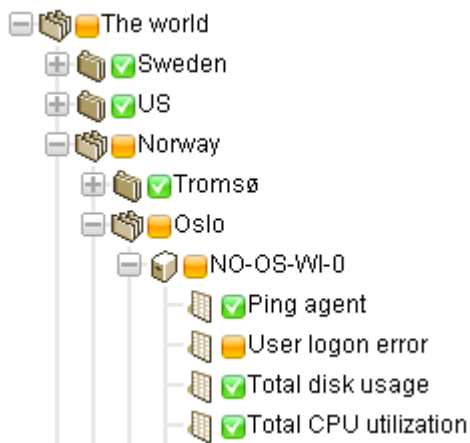 The world
Sweden
US
Norway
Tromsø
Oslo
NO-OS-WI-0
Ping agent
User logon error
Total disk usage
Total CPU utilization